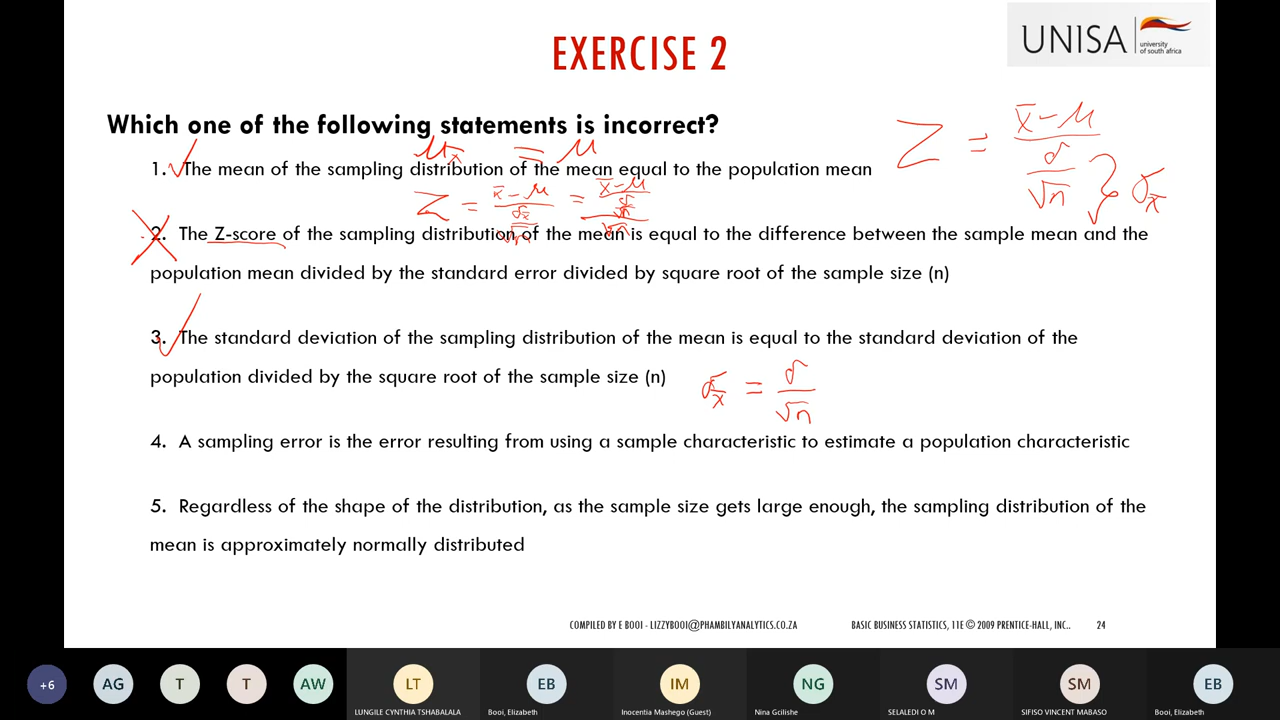 UNISA
university
of south africa
EXERCISE 2
Which one of the following statements is incorrect?
Z = x̄ - μ / σ/√n } σx̄
μx̄ = μ
1. The mean of the sampling distribution of the mean equal to the population mean
Z = x̄ - μ / σx̄/√n = x̄ - μ / σ/√n / √n
2. The Z-score of the sampling distribution of the mean is equal to the difference between the sample mean and the
population mean divided by the standard error divided by square root of the sample size (n)
3. The standard deviation of the sampling distribution of the mean is equal to the standard deviation of the
population divided by the square root of the sample size (n)
σx̄ = σ/√n
4. A sampling error is the error resulting from using a sample characteristic to estimate a population characteristic
5. Regardless of the shape of the distribution, as the sample size gets large enough, the sampling distribution of the
mean is approximately normally distributed
COMPILED BY E BOOI - LIZZYBOOI@PHAMBILYANALYTICS.CO.ZA BASIC BUSINESS STATISTICS, 11E © 2009 PRENTICE-HALL, INC.. 24
+6 AG T T AW LT EB IM NG SM SM EB
LUNGILE CYNTHIA TSHABALALA Booi, Elizabeth Inocentia Mashego (Guest) Nina Gcilishe SELALEDI O M SIFISO VINCENT MABASO Booi, Elizabeth